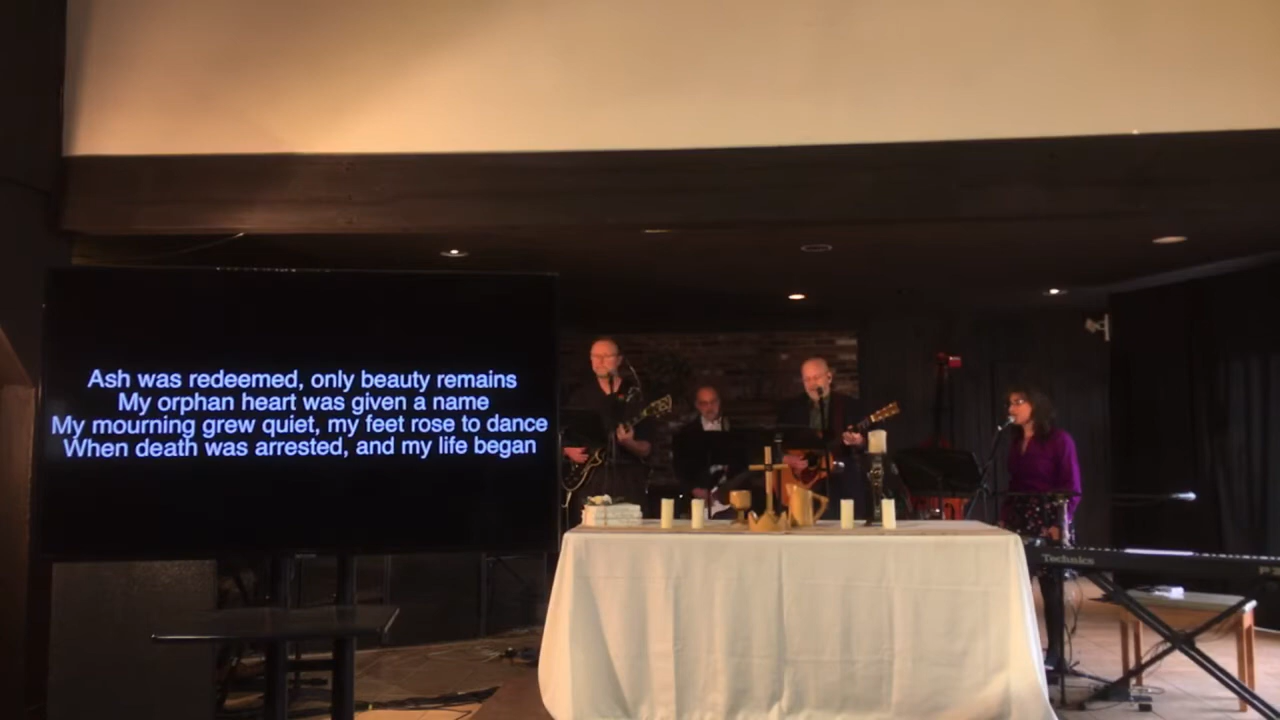 Ash was redeemed, only beauty remains
My orphan heart was given a name
My mourning grew quiet, my feet rose to dance
When death was arrested, and my life began
Technics